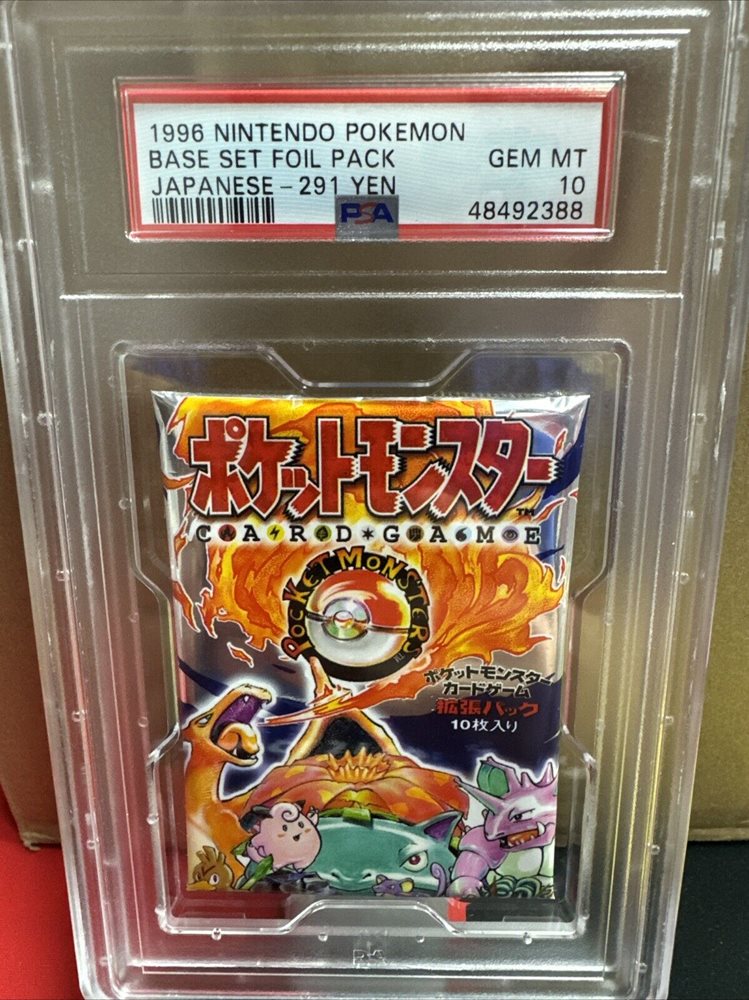 1996 NINTENDO POKEMON
BASE SET FOIL PACK GEM MT
JAPANESE - 291 YEN 10
PSA 48492388
ポケットモンスター
TM
CARD GAME
POCKET MONSTERS
ポケットモンスター
カードゲーム
拡張パック
10枚入り